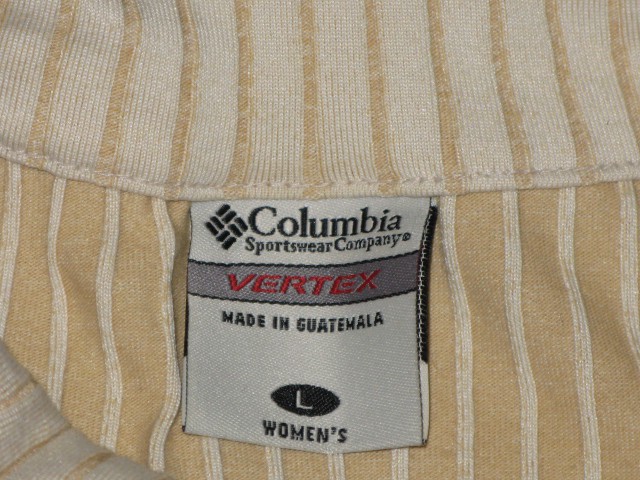 Columbia
Sportswear Company®
VERTEX
MADE IN GUATEMALA
L
WOMEN'S